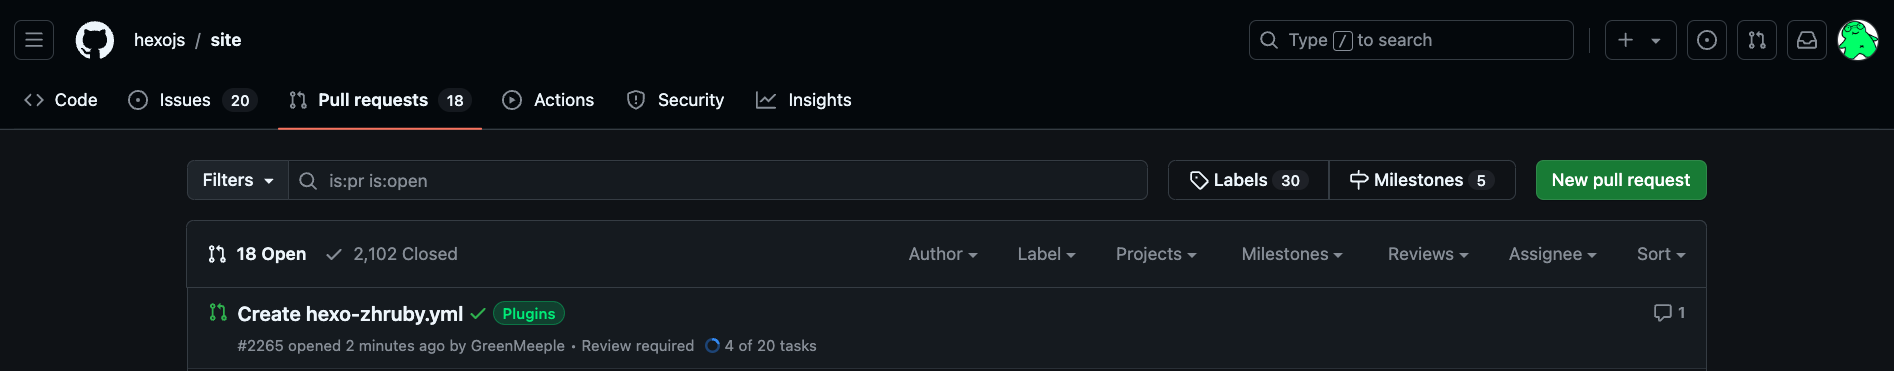 hexojs / site
Type / to search
Code Issues 20 Pull requests 18 Actions Security Insights
Filters is:pr is:open Labels 30 Milestones 5 New pull request
18 Open 2,102 Closed Author Label Projects Milestones Reviews Assignee Sort
Create hexo-zhruby.yml Plugins 1
#2265 opened 2 minutes ago by GreenMeeple • Review required 4 of 20 tasks